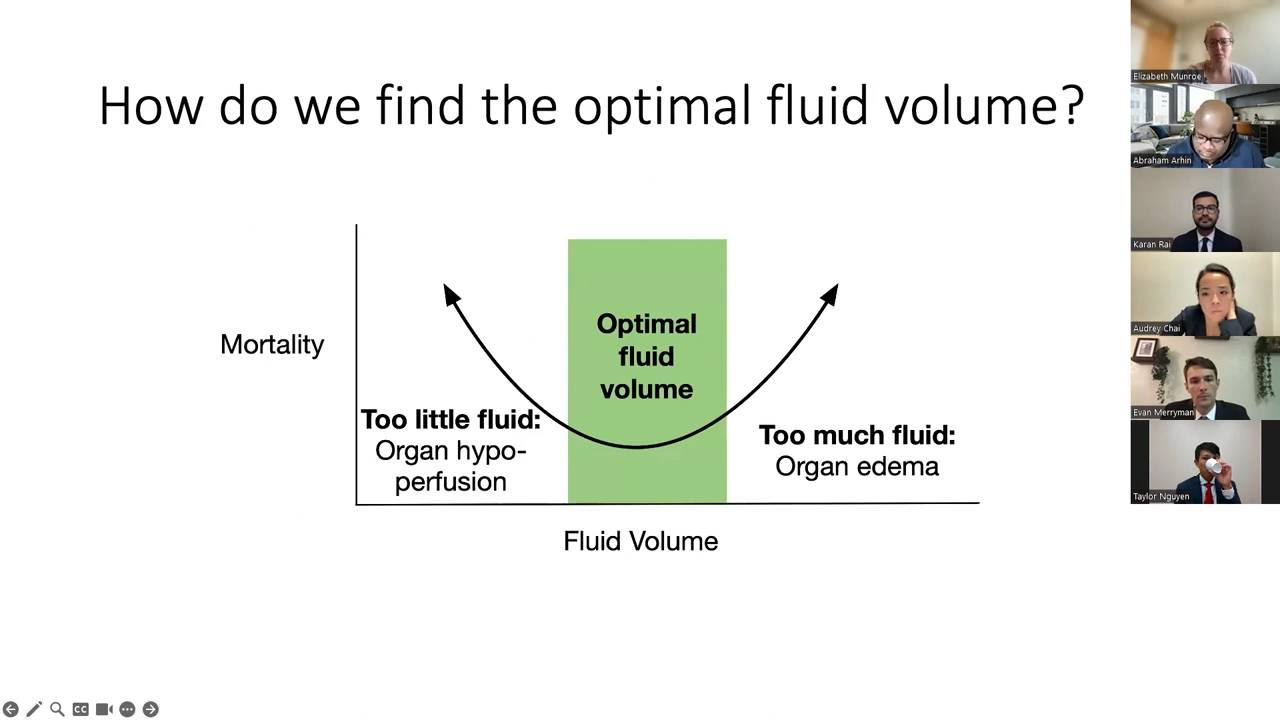 How do we find the optimal fluid volume?
Mortality
Optimal
fluid
volume
Too little fluid:
Organ hypo-
perfusion
Too much fluid:
Organ edema
Fluid Volume
Elizabeth Munroe
Abraham Arhin
Karan Rai
Audrey Chai
Evan Merryman
Taylor Nguyen
CC